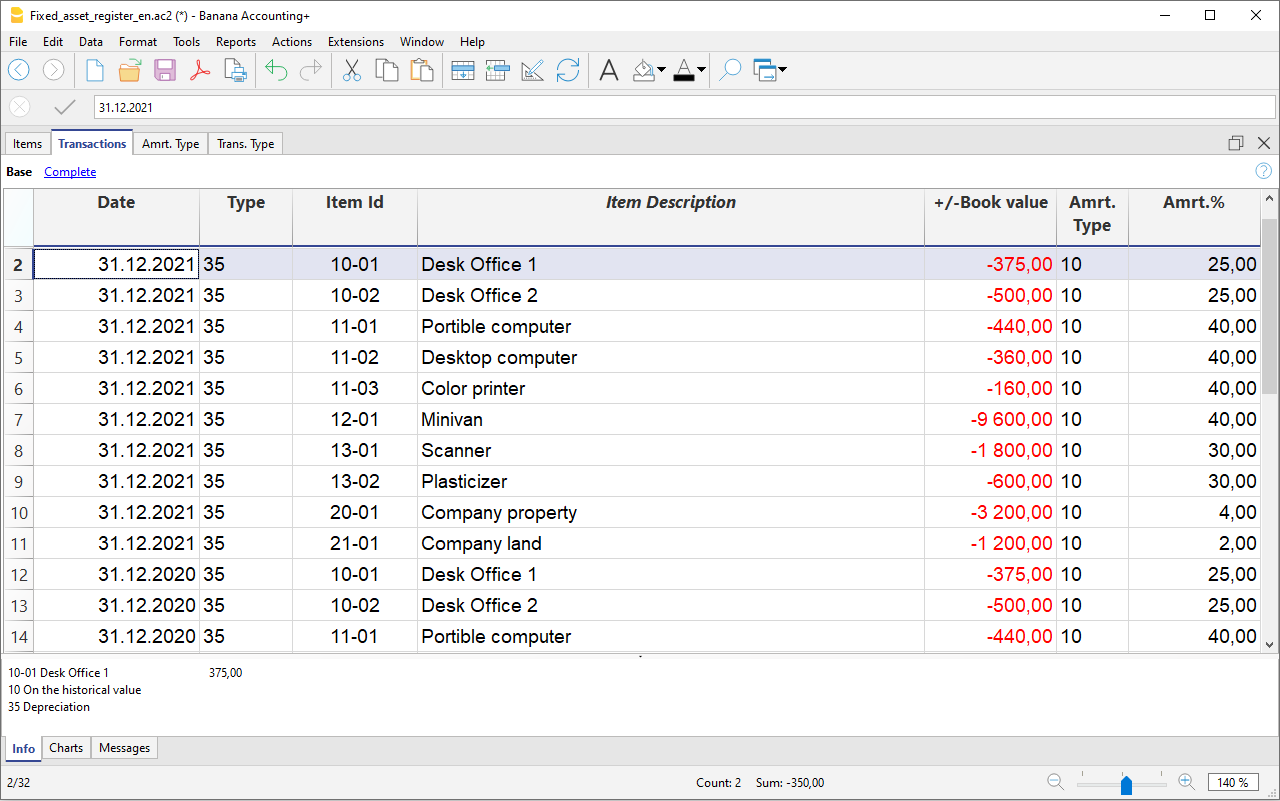 Fixed_asset_register_en.ac2 (*) - Banana Accounting+
File Edit Data Format Tools Reports Actions Extensions Window Help
31.12.2021
Items Transactions Amrt. Type Trans. Type
Base Complete
Date Type Item Id Item Description +/-Book value Amrt. Type Amrt.%
2 31.12.2021 35 10-01 Desk Office 1 -375,00 10 25,00
3 31.12.2021 35 10-02 Desk Office 2 -500,00 10 25,00
4 31.12.2021 35 11-01 Portible computer -440,00 10 40,00
5 31.12.2021 35 11-02 Desktop computer -360,00 10 40,00
6 31.12.2021 35 11-03 Color printer -160,00 10 40,00
7 31.12.2021 35 12-01 Minivan -9 600,00 10 40,00
8 31.12.2021 35 13-01 Scanner -1 800,00 10 30,00
9 31.12.2021 35 13-02 Plasticizer -600,00 10 30,00
10 31.12.2021 35 20-01 Company property -3 200,00 10 4,00
11 31.12.2021 35 21-01 Company land -1 200,00 10 2,00
12 31.12.2020 35 10-01 Desk Office 1 -375,00 10 25,00
13 31.12.2020 35 10-02 Desk Office 2 -500,00 10 25,00
14 31.12.2020 35 11-01 Portible computer -440,00 10 40,00
10-01 Desk Office 1 375,00
10 On the historical value
35 Depreciation
Info Charts Messages
2/32 Count: 2 Sum: -350,00 140 %